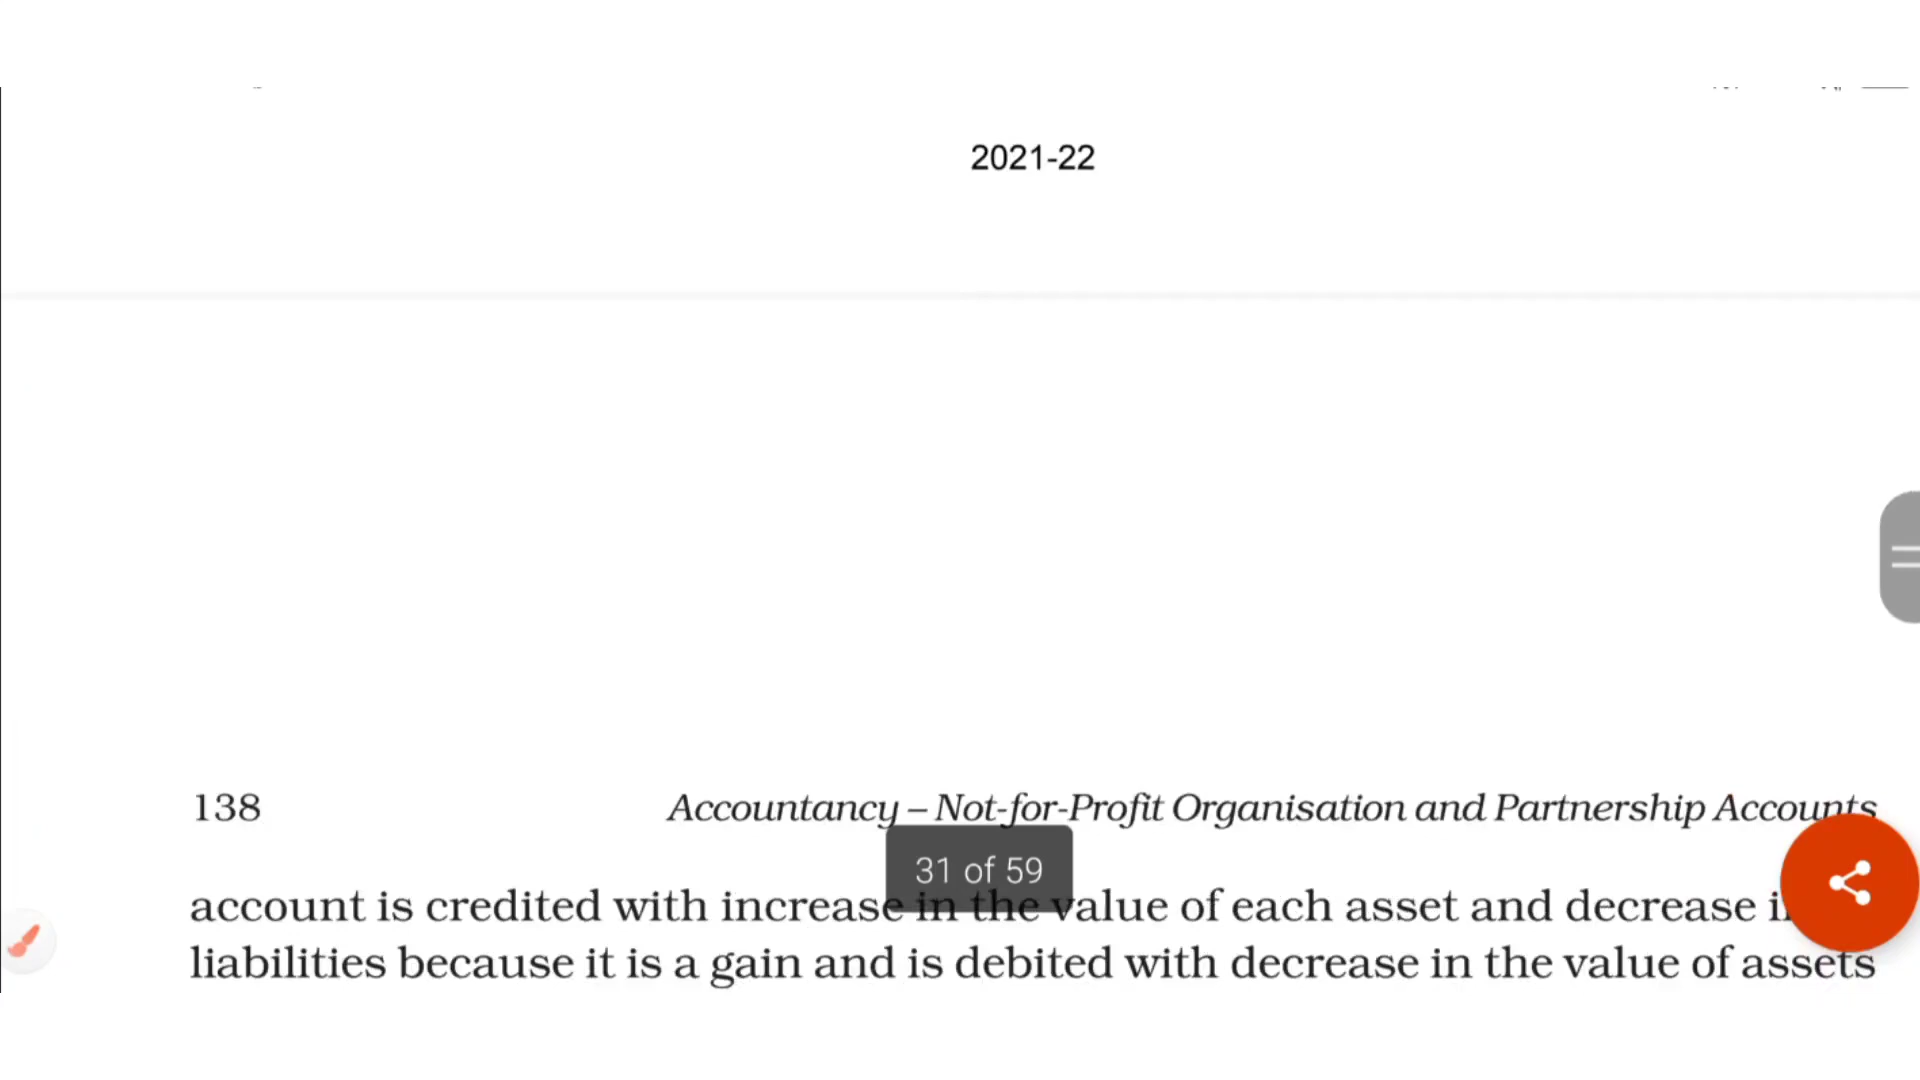 2021-22
138 Accountancy – Not-for-Profit Organisation and Partnership Accounts
31 of 59
account is credited with increase in the value of each asset and decrease
liabilities because it is a gain and is debited with decrease in the value of assets